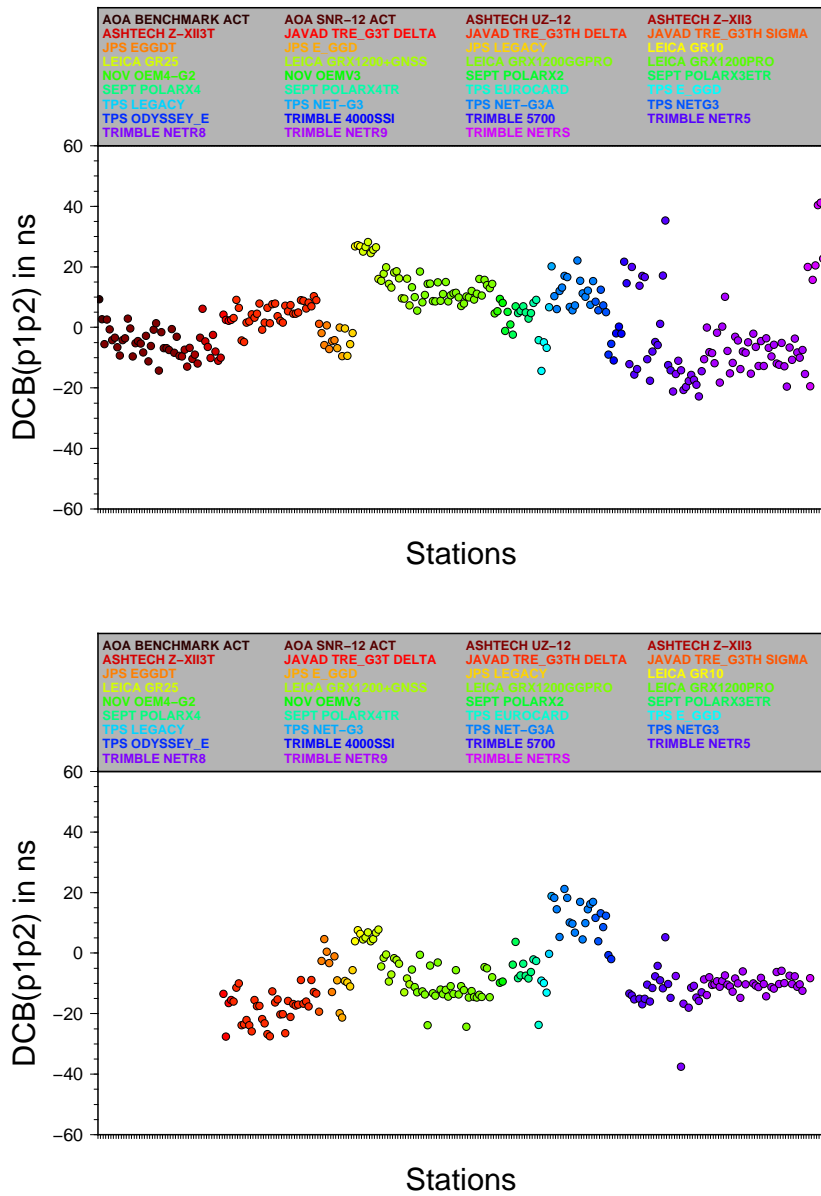 AOA BENCHMARK ACT AOA SNR−12 ACT ASHTECH UZ−12 ASHTECH Z−XII3
ASHTECH Z−XII3T JAVAD TRE_G3T DELTA JAVAD TRE_G3TH DELTA JAVAD TRE_G3TH SIGMA
JPS EGGDT JPS E_GGD JPS LEGACY LEICA GR10
LEICA GR25 LEICA GRX1200+GNSS LEICA GRX1200GGPRO LEICA GRX1200PRO
NOV OEM4−G2 NOV OEMV3 SEPT POLARX2 SEPT POLARX3ETR
SEPT POLARX4 SEPT POLARX4TR TPS EUROCARD TPS E_GGD
TPS LEGACY TPS NET−G3 TPS NET−G3A TPS NETG3
TPS ODYSSEY_E TRIMBLE 4000SSI TRIMBLE 5700 TRIMBLE NETR5
TRIMBLE NETR8 TRIMBLE NETR9 TRIMBLE NETRS
60
40
20
0
−20
−40
−60
DCB(p1p2) in ns
Stations
AOA BENCHMARK ACT AOA SNR−12 ACT ASHTECH UZ−12 ASHTECH Z−XII3
ASHTECH Z−XII3T JAVAD TRE_G3T DELTA JAVAD TRE_G3TH DELTA JAVAD TRE_G3TH SIGMA
JPS EGGDT JPS E_GGD JPS LEGACY LEICA GR10
LEICA GR25 LEICA GRX1200+GNSS LEICA GRX1200GGPRO LEICA GRX1200PRO
NOV OEM4−G2 NOV OEMV3 SEPT POLARX2 SEPT POLARX3ETR
SEPT POLARX4 SEPT POLARX4TR TPS EUROCARD TPS E_GGD
TPS LEGACY TPS NET−G3 TPS NET−G3A TPS NETG3
TPS ODYSSEY_E TRIMBLE 4000SSI TRIMBLE 5700 TRIMBLE NETR5
TRIMBLE NETR8 TRIMBLE NETR9 TRIMBLE NETRS
60
40
20
0
−20
−40
−60
DCB(p1p2) in ns
Stations